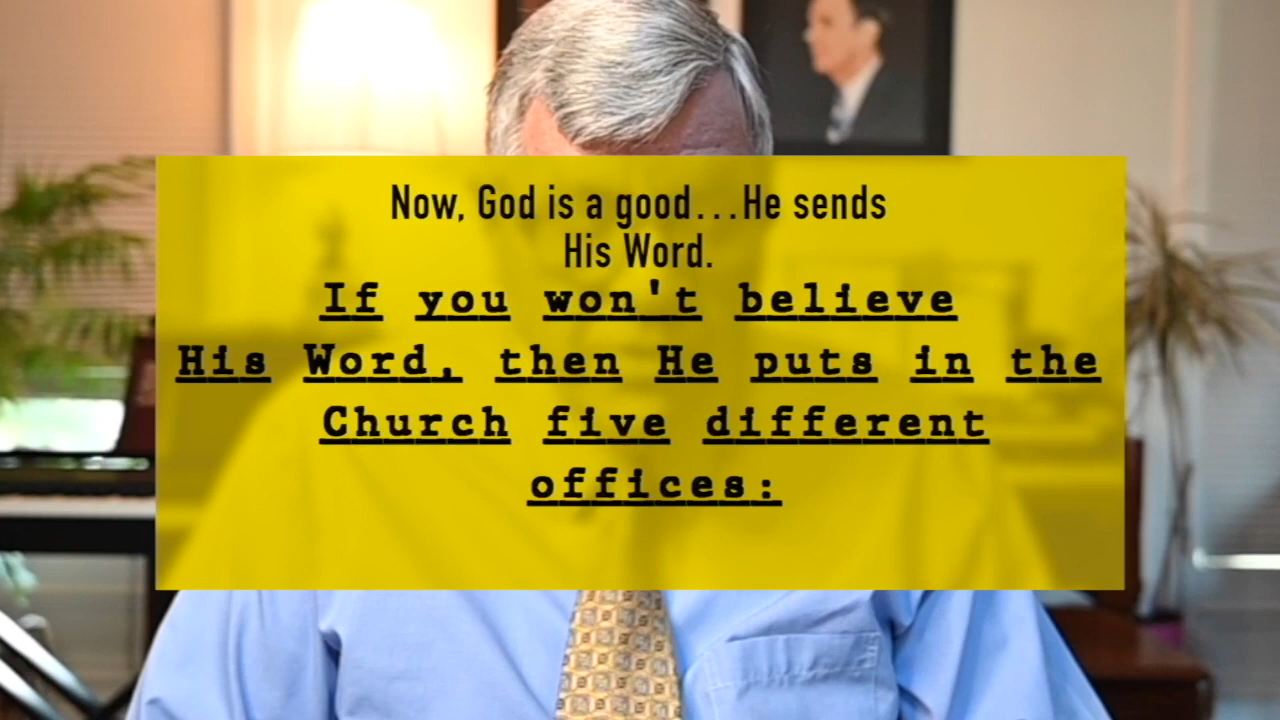 Now, God is a good...He sends
His Word.
If you won't believe
His Word, then He puts in the
Church five different
offices: